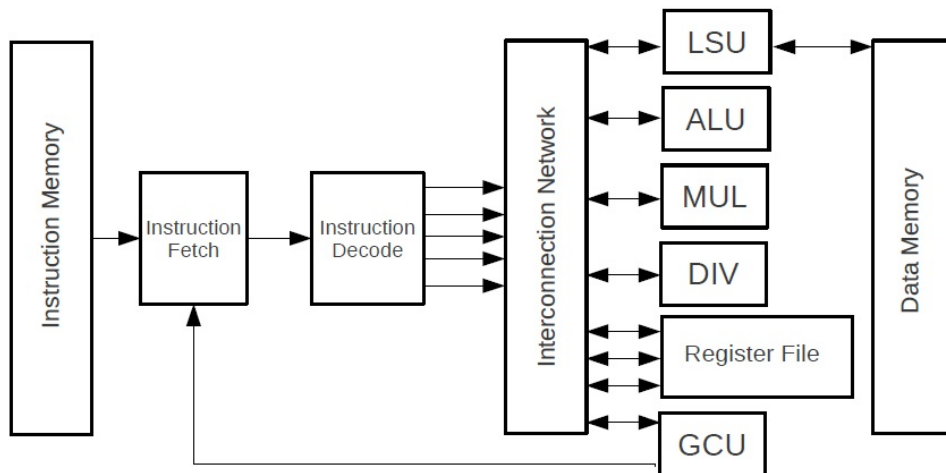 Instruction Memory
Instruction
Fetch
Instruction
Decode
Interconnection Network
LSU
ALU
MUL
DIV
Register File
GCU
Data Memory